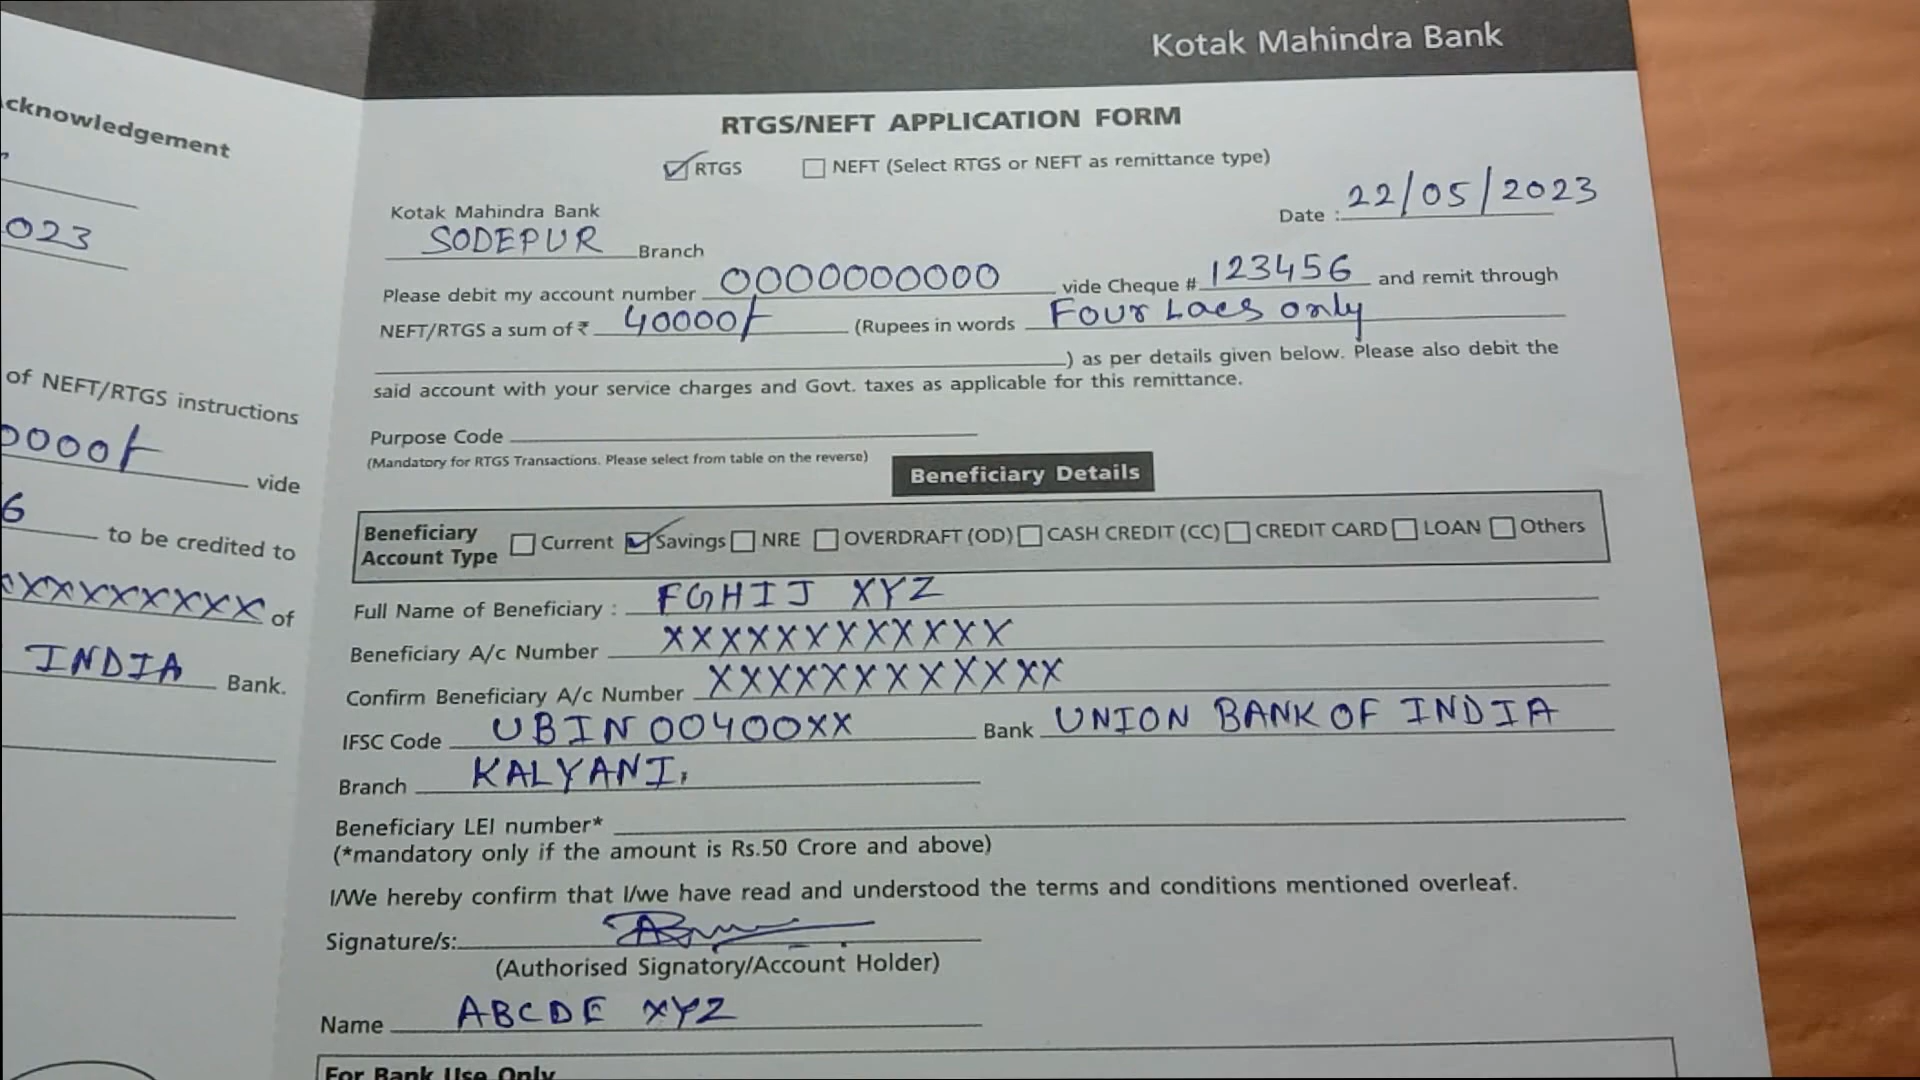 Kotak Mahindra Bank
cknowledgement
023
of NEFT/RTGS instructions
0000/-
vide
6 to be credited to
XXXXXXXXX of
INDIA Bank.
RTGS/NEFT APPLICATION FORM
RTGS NEFT (Select RTGS or NEFT as remittance type)
Kotak Mahindra Bank
Date : 22/05/2023
SODEPUR Branch
Please debit my account number 0000000000 vide Cheque # 123456 and remit through
NEFT/RTGS a sum of ₹ 40000/- (Rupees in words Four Lacs only
) as per details given below. Please also debit the
said account with your service charges and Govt. taxes as applicable for this remittance.
Purpose Code
(Mandatory for RTGS Transactions. Please select from table on the reverse)
Beneficiary Details
Beneficiary Account Type Current Savings NRE OVERDRAFT (OD) CASH CREDIT (CC) CREDIT CARD LOAN Others
Full Name of Beneficiary : FGHIJ XYZ
Beneficiary A/c Number XXXXXXXXXXXX
Confirm Beneficiary A/c Number XXXXXXXXXXXX
IFSC Code UBIN00400XX Bank UNION BANK OF INDIA
Branch KALYANI,
Beneficiary LEI number*
(*mandatory only if the amount is Rs.50 Crore and above)
I/We hereby confirm that I/we have read and understood the terms and conditions mentioned overleaf.
Signature/s:
(Authorised Signatory/Account Holder)
Name ABCDE XYZ
For Bank Use Only